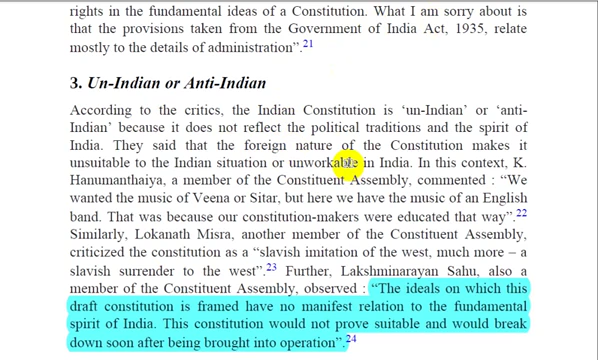 rights in the fundamental ideas of a Constitution. What I am sorry about is
that the provisions taken from the Government of India Act, 1935, relate
mostly to the details of administration”.21
3. Un-Indian or Anti-Indian
According to the critics, the Indian Constitution is ‘un-Indian’ or ‘anti-
Indian’ because it does not reflect the political traditions and the spirit of
India. They said that the foreign nature of the Constitution makes it
unsuitable to the Indian situation or unworkable in India. In this context, K.
Hanumanthaiya, a member of the Constituent Assembly, commented : “We
wanted the music of Veena or Sitar, but here we have the music of an English
band. That was because our constitution-makers were educated that way”.22
Similarly, Lokanath Misra, another member of the Constituent Assembly,
criticized the constitution as a “slavish imitation of the west, much more – a
slavish surrender to the west”.23 Further, Lakshminarayan Sahu, also a
member of the Constituent Assembly, observed : “The ideals on which this
draft constitution is framed have no manifest relation to the fundamental
spirit of India. This constitution would not prove suitable and would break
down soon after being brought into operation”.24